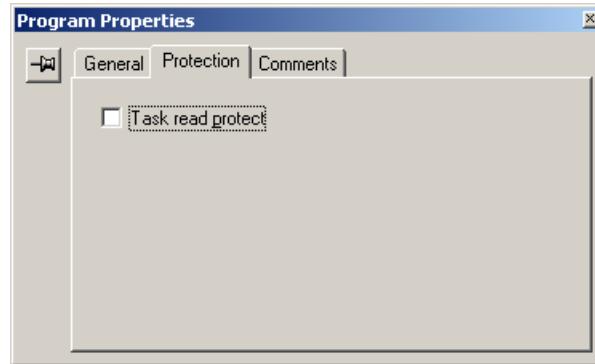 Program Properties
General Protection Comments
Task read protect